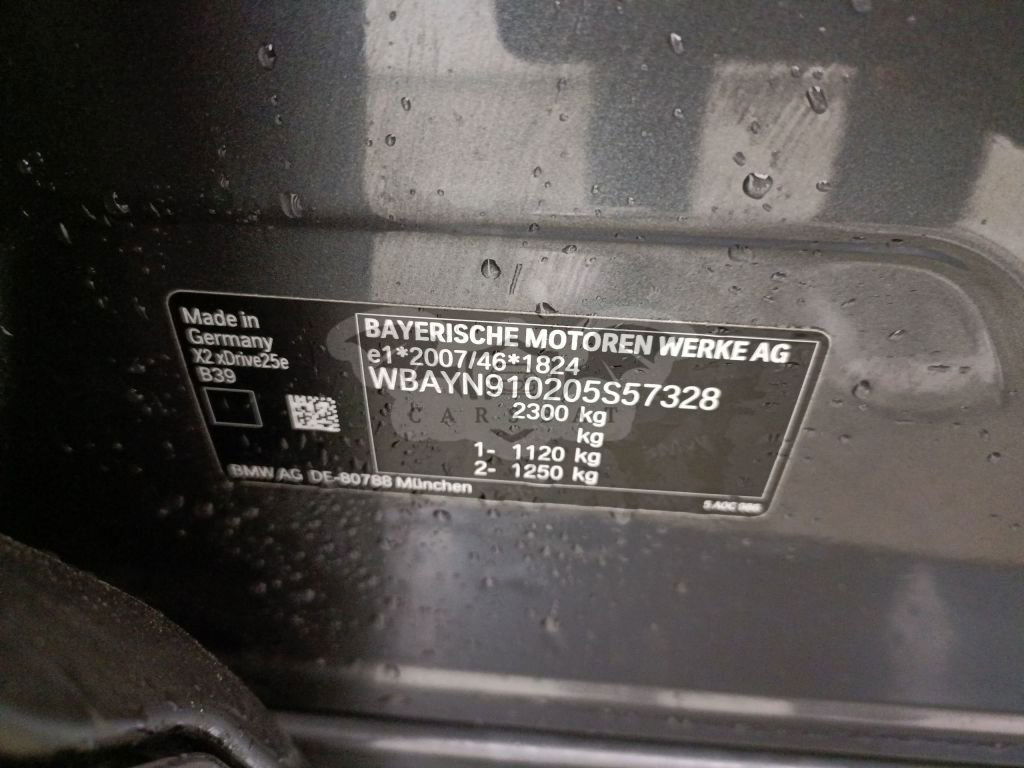 Made in
Germany
X2 xDrive25e
B39
BMW AG DE-80788 München
BAYERISCHE MOTOREN WERKE AG
e1*2007/46*1824
WBAYN910205S57328
2300 kg
kg
1- 1120 kg
2- 1250 kg
CAR